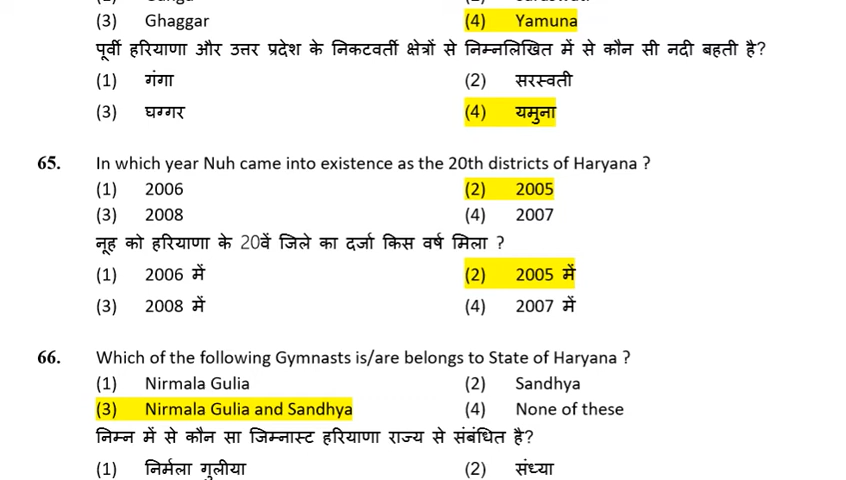 (3) Ghaggar (4) Yamuna
पूर्वी हरियाणा और उत्तर प्रदेश के निकटवर्ती क्षेत्रों से निम्नलिखित में से कौन सी नदी बहती है?
(1) गंगा (2) सरस्वती
(3) घग्गर (4) यमुना
65. In which year Nuh came into existence as the 20th districts of Haryana ?
(1) 2006 (2) 2005
(3) 2008 (4) 2007
नूह को हरियाणा के 20वें जिले का दर्जा किस वर्ष मिला ?
(1) 2006 में (2) 2005 में
(3) 2008 में (4) 2007 में
66. Which of the following Gymnasts is/are belongs to State of Haryana ?
(1) Nirmala Gulia (2) Sandhya
(3) Nirmala Gulia and Sandhya (4) None of these
निम्न में से कौन सा जिम्नास्ट हरियाणा राज्य से संबंधित है?
(1) निर्मला गुलीया (2) संध्या